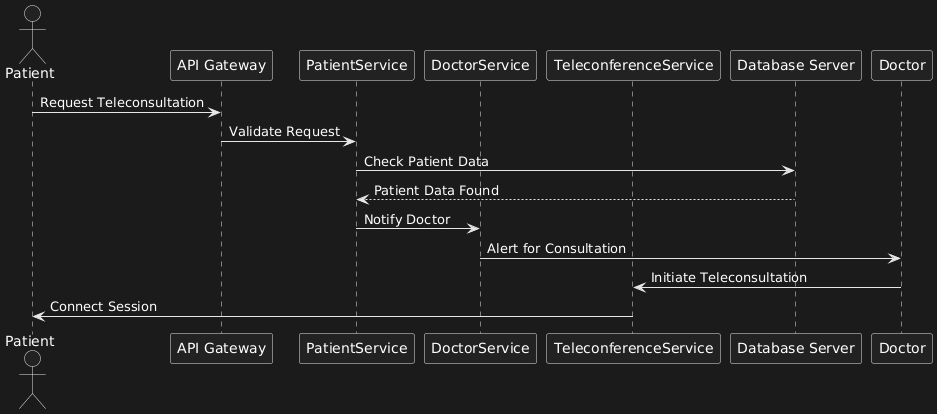 Patient
API Gateway
PatientService
DoctorService
TeleconferenceService
Database Server
Doctor
Request Teleconsultation
Validate Request
Check Patient Data
Patient Data Found
Notify Doctor
Alert for Consultation
Initiate Teleconsultation
Connect Session
Patient
API Gateway
PatientService
DoctorService
TeleconferenceService
Database Server
Doctor